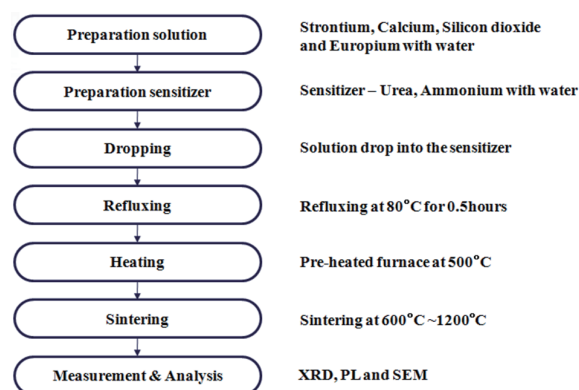 Preparation solution
Strontium, Calcium, Silicon dioxide
and Europium with water
Preparation sensitizer
Sensitizer – Urea, Ammonium with water
Dropping
Solution drop into the sensitizer
Refluxing
Refluxing at 80°C for 0.5hours
Heating
Pre-heated furnace at 500°C
Sintering
Sintering at 600°C ~1200°C
Measurement & Analysis
XRD, PL and SEM